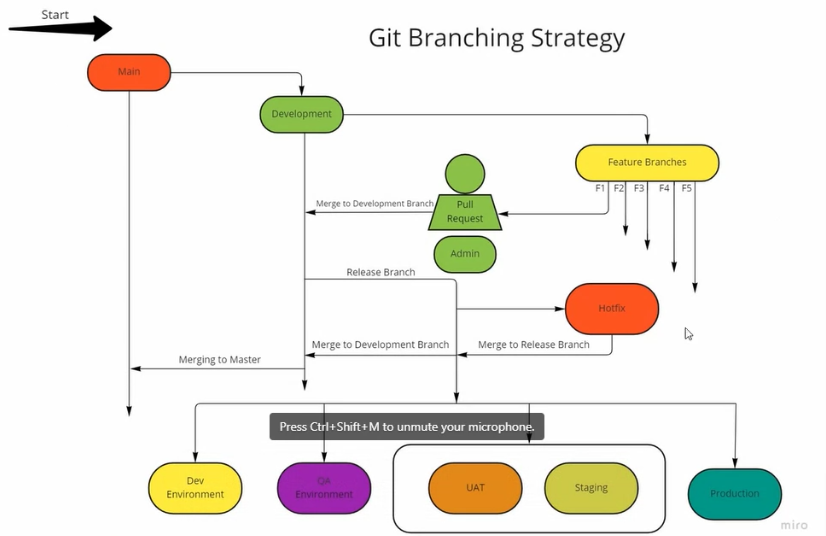 Start
Git Branching Strategy
Main
Development
Feature Branches
F1 F2 F3 F4 F5
Merge to Development Branch
Pull
Request
Admin
Release Branch
Hotfix
Merge to Development Branch
Merge to Release Branch
Merging to Master
Press Ctrl+Shift+M to unmute your microphone.
Dev
Environment
QA
Environment
UAT
Staging
Production
miro